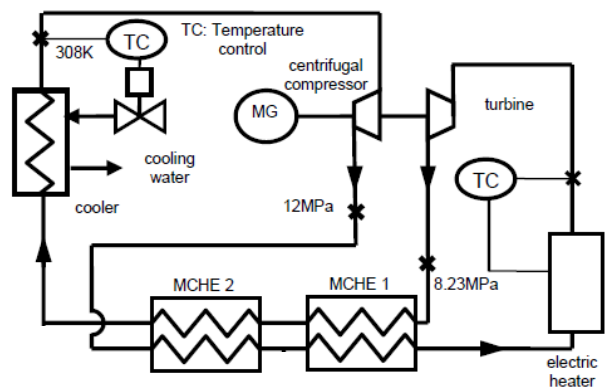 TC: Temperature
control
308K
TC
centrifugal
compressor
MG
turbine
TC
cooling
water
cooler
12MPa
8.23MPa
MCHE 2
MCHE 1
electric
heater